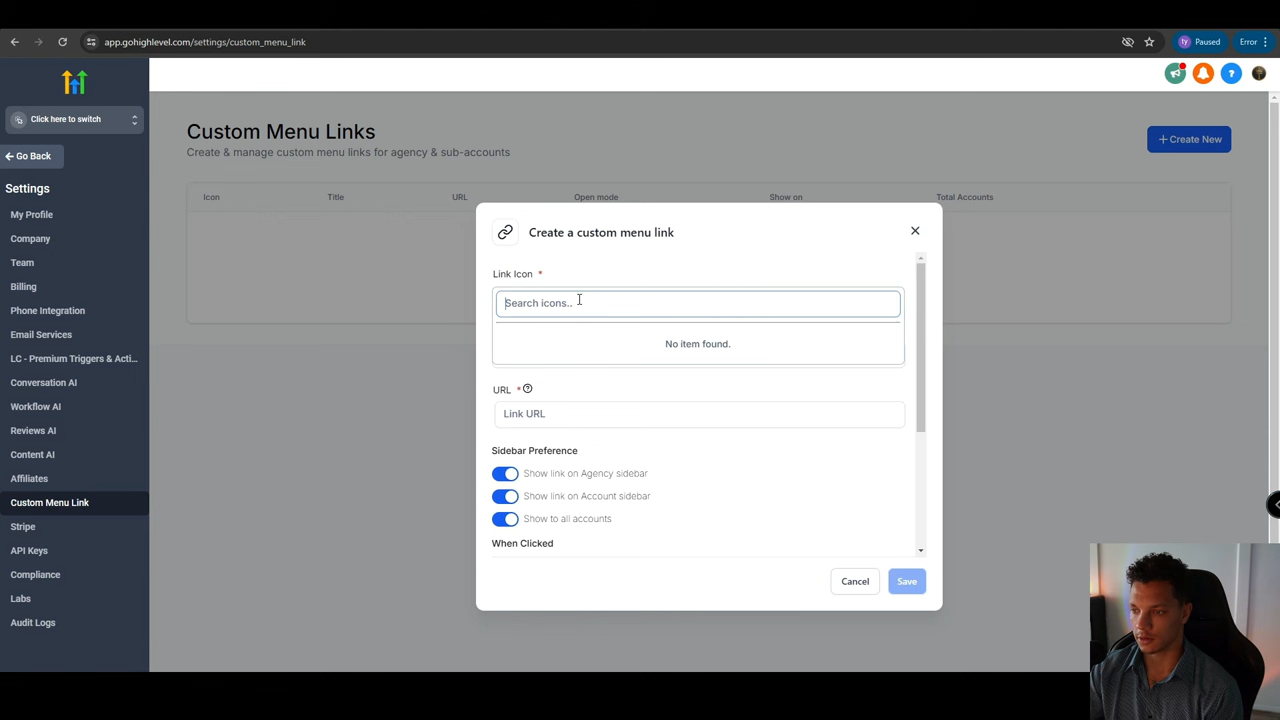 app.gohighlevel.com/settings/custom_menu_link
ty Paused
Error
Click here to switch
Go Back
Settings
My Profile
Company
Team
Billing
Phone Integration
Email Services
LC - Premium Triggers & Acti...
Conversation AI
Workflow AI
Reviews AI
Content AI
Affiliates
Custom Menu Link
Stripe
API Keys
Compliance
Labs
Audit Logs
Custom Menu Links
Create & manage custom menu links for agency & sub-accounts
+ Create New
Icon Title URL Open mode Show on Total Accounts
Create a custom menu link
Link Icon *
Search icons..
No item found.
URL *
Link URL
Sidebar Preference
Show link on Agency sidebar
Show link on Account sidebar
Show to all accounts
When Clicked
Cancel Save